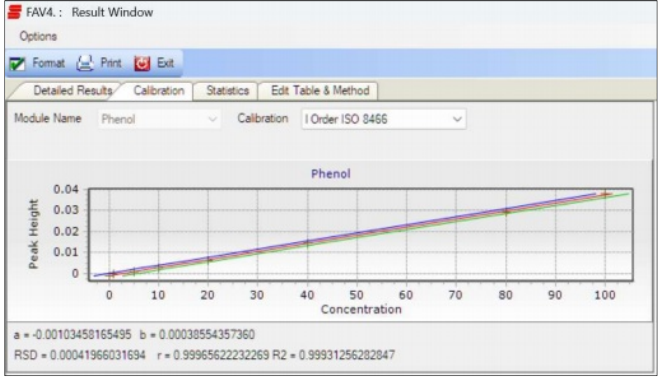 FAV4. : Result Window
Options
Format Print Exit
Detailed Results Calibration Statistics Edit Table & Method
Module Name Phenol Calibration I Order ISO 8466
Phenol
0.04
0.03
0.02
0.01
0
Peak Height
0 10 20 30 40 50 60 70 80 90 100
Concentration
a = -0.00103458165495 b = 0.00038554357360
RSD = 0.00041966031694 r = 0.99965622232269 R2 = 0.99931256282847